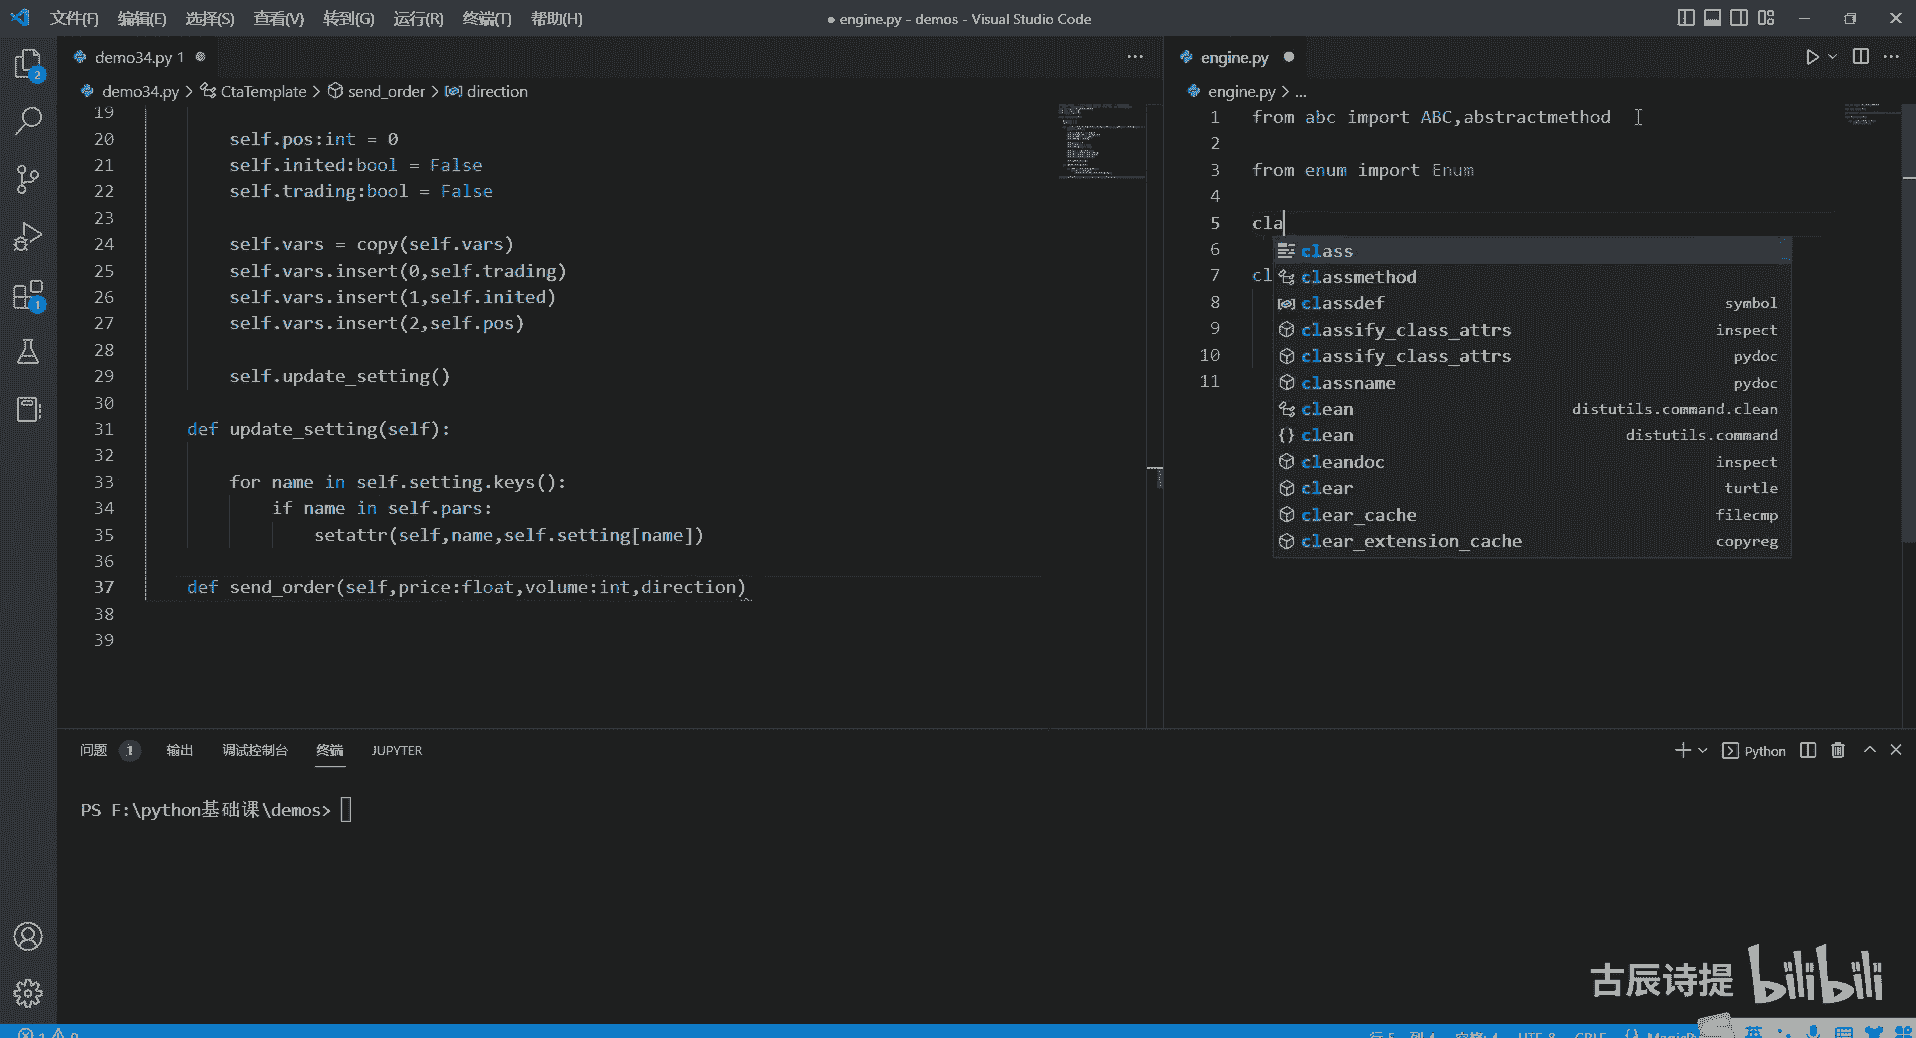 文件(F) 编辑(E) 选择(S) 查看(V) 转到(G) 运行(R) 终端(T) 帮助(H)
● engine.py - demos - Visual Studio Code
2
1
demo34.py 1
demo34.py > CtaTemplate > send_order > direction
19
20 self.pos:int = 0
21 self.inited:bool = False
22 self.trading:bool = False
23
24 self.vars = copy(self.vars)
25 self.vars.insert(0,self.trading)
26 self.vars.insert(1,self.inited)
27 self.vars.insert(2,self.pos)
28
29 self.update_setting()
30
31 def update_setting(self):
32
33 for name in self.setting.keys():
34 if name in self.pars:
35 setattr(self,name,self.setting[name])
36
37 def send_order(self,price:float,volume:int,direction)
38
39
engine.py
engine.py > ...
1 from abc import ABC,abstractmethod
2
3 from enum import Enum
4
5 cla
6
7 cl
8
9
10
11
class
classmethod
classdef symbol
classify_class_attrs inspect
classify_class_attrs pydoc
classname pydoc
clean distutils.command.clean
clean distutils.command
cleandoc inspect
clear turtle
clear_cache filecmp
clear_extension_cache copyreg
问题 1 输出 调试控制台 终端 JUPYTER
Python
PS F:\python基础课\demos>
古辰诗提 bilibili
英